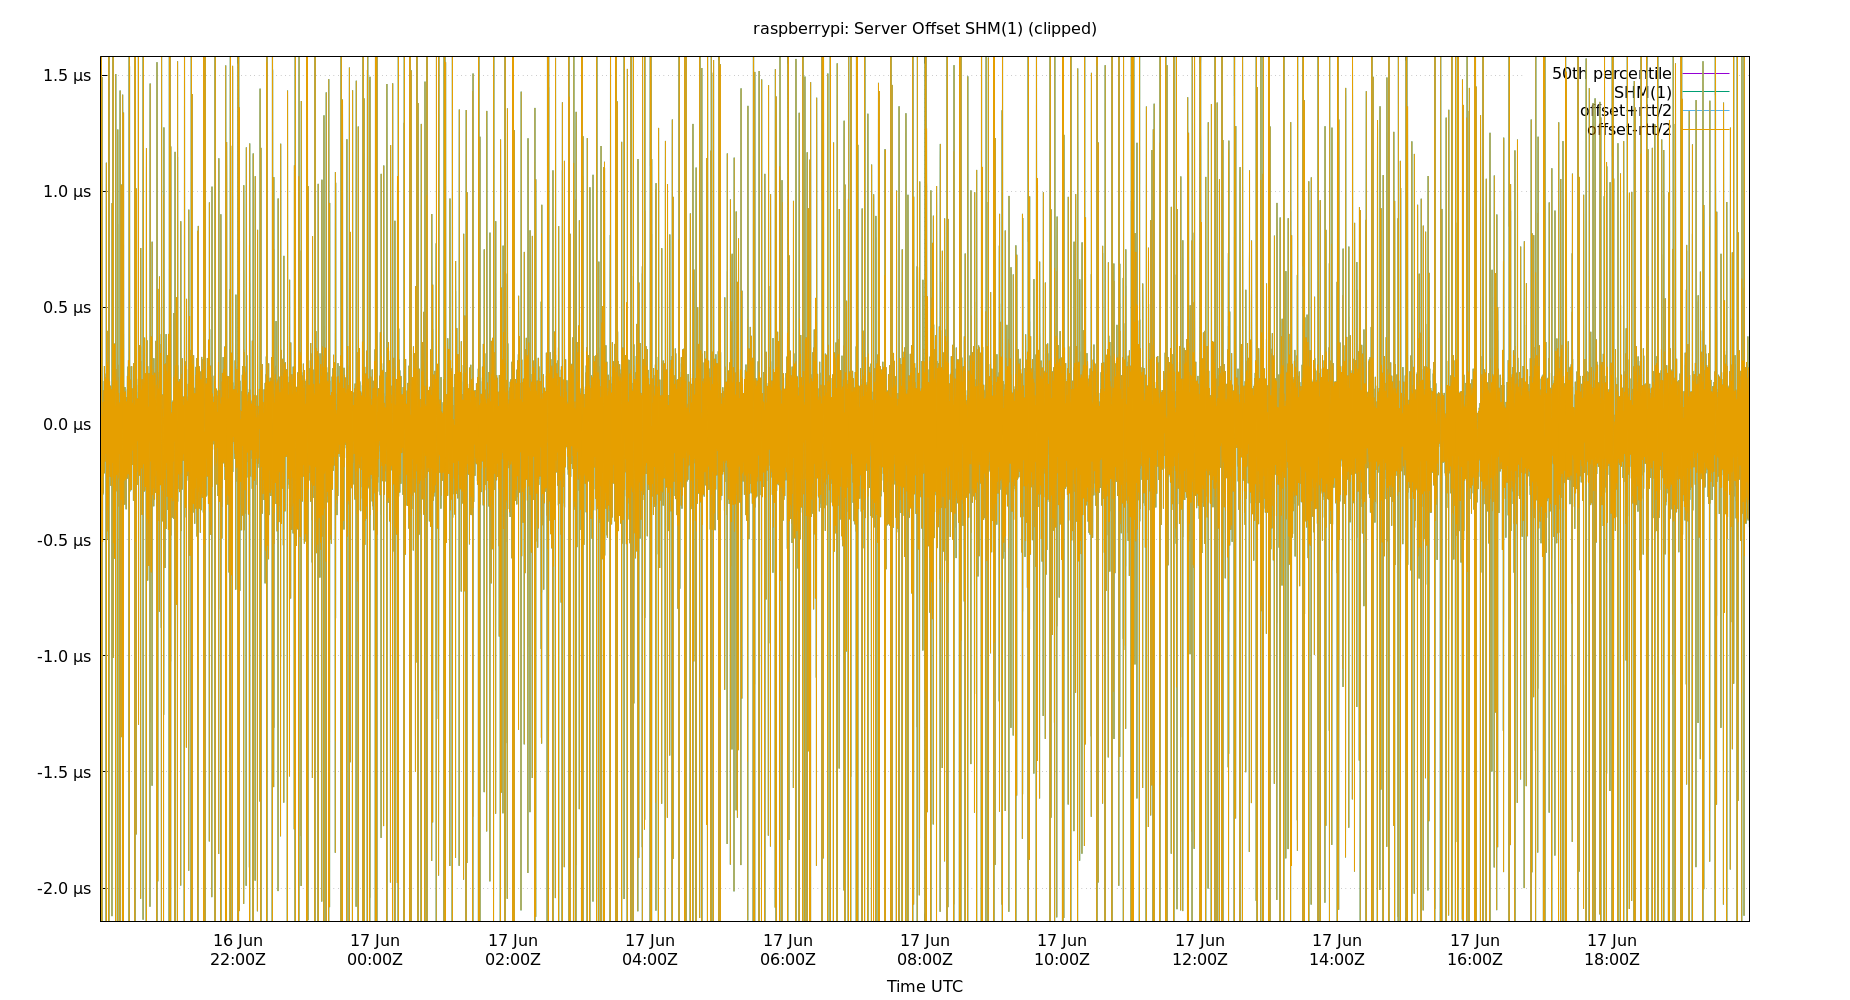 raspberrypi: Server Offset SHM(1) (clipped)
1.5 μs
1.0 μs
0.5 μs
0.0 μs
-0.5 μs
-1.0 μs
-1.5 μs
-2.0 μs
50th percentile
SHM(1)
offset+rtt/2
offset-rtt/2
16 Jun
22:00Z
17 Jun
00:00Z
17 Jun
02:00Z
17 Jun
04:00Z
17 Jun
06:00Z
17 Jun
08:00Z
17 Jun
10:00Z
17 Jun
12:00Z
17 Jun
14:00Z
17 Jun
16:00Z
17 Jun
18:00Z
Time UTC